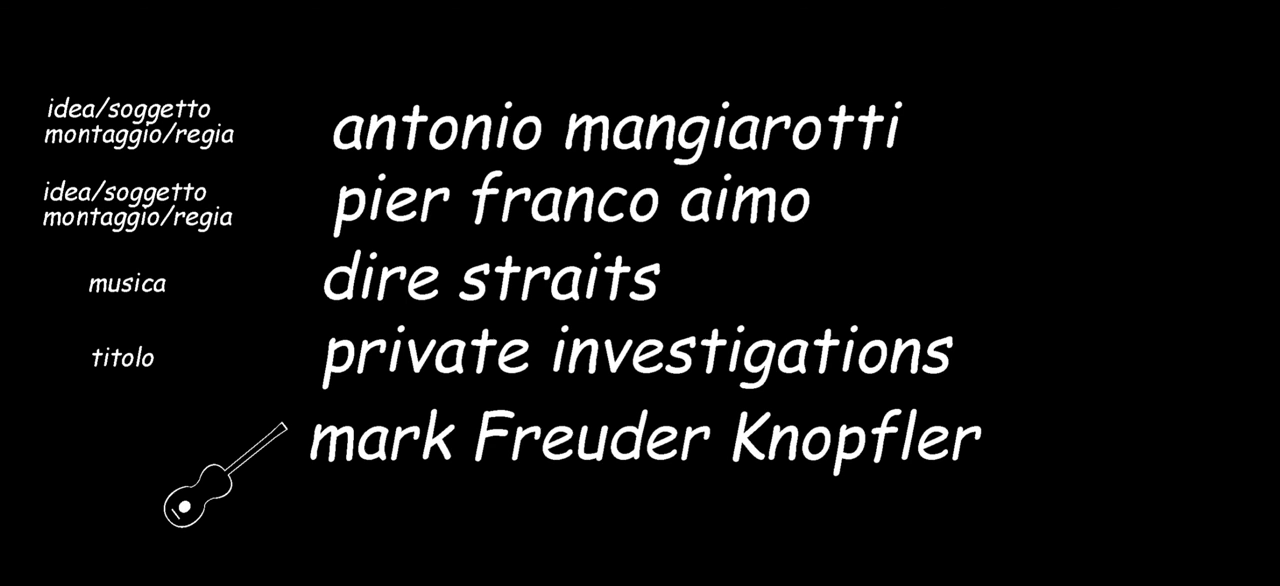 idea/soggetto
montaggio/regia
antonio mangiarotti
idea/soggetto
montaggio/regia
pier franco aimo
musica
dire straits
titolo
private investigations
mark Freuder Knopfler